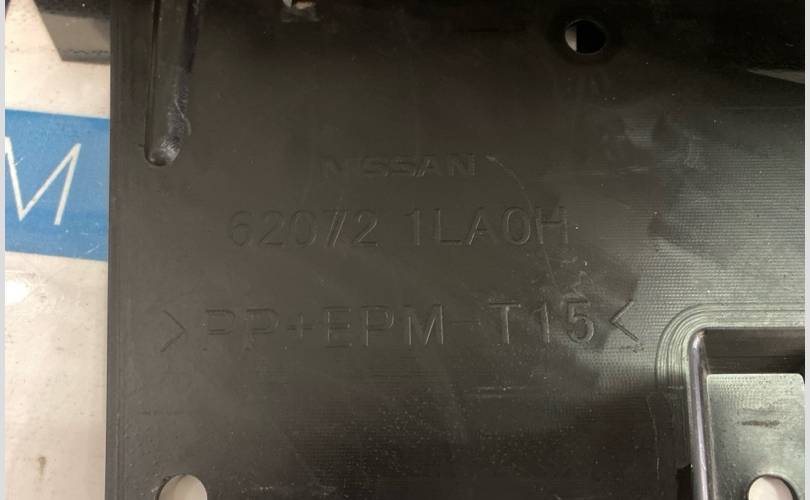 NISSAN
62072 1LA0H
>PP+EPM-T15<
M